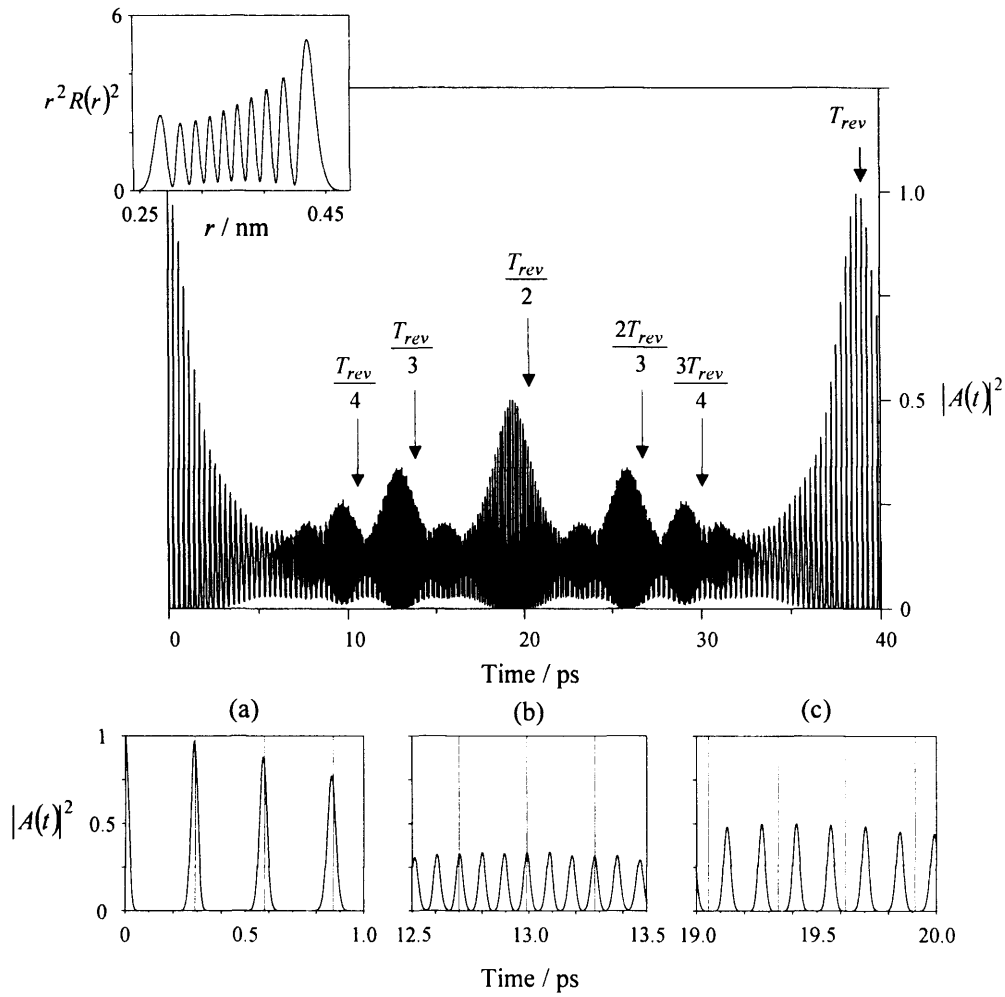 6
r² R(r)²
0
0.25
0.45
r / nm
T_rev
1.0
T_rev
2
T_rev
3
2T_rev
3
T_rev
4
3T_rev
4
0.5
|A(t)|²
0
0
10
20
30
40
Time / ps
(a)
(b)
(c)
1
|A(t)|²
0.5
0
0
0.5
1.0
12.5
13.0
13.5
19.0
19.5
20.0
Time / ps